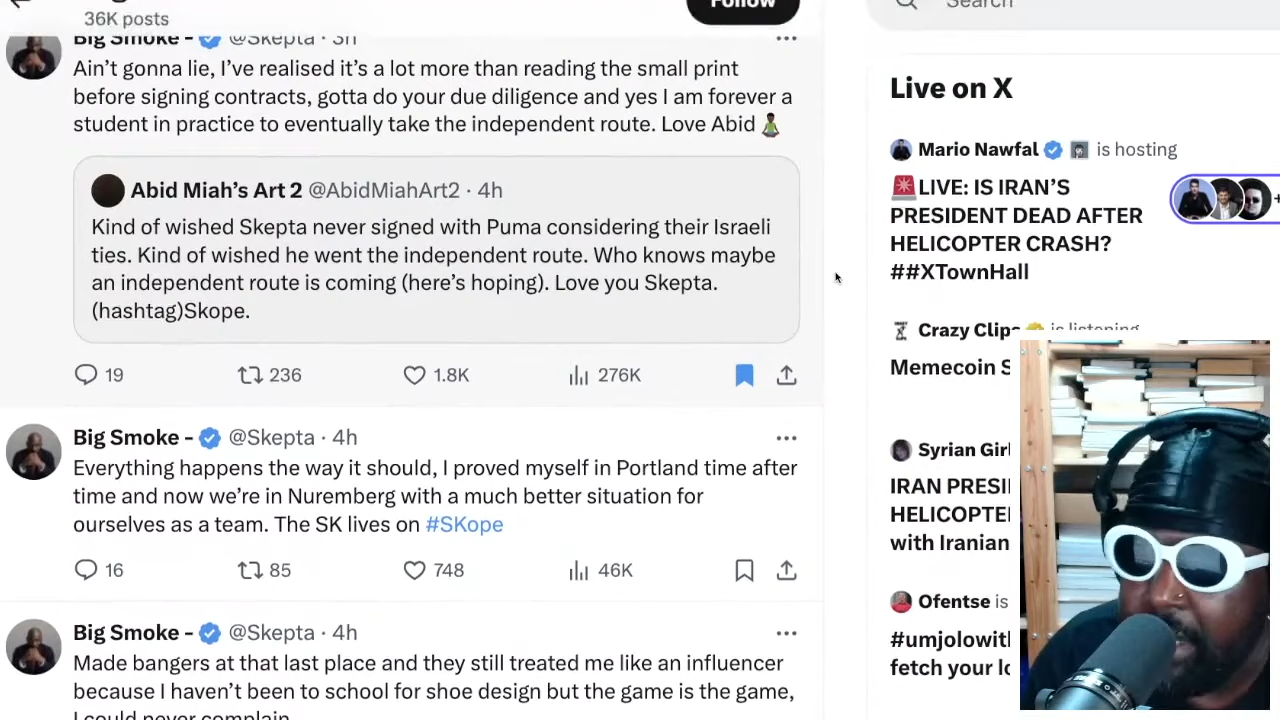 36K posts
Follow
Search
Big Smoke - @Skepta · 3h
Ain’t gonna lie, I’ve realised it’s a lot more than reading the small print
before signing contracts, gotta do your due diligence and yes I am forever a
student in practice to eventually take the independent route. Love Abid
Abid Miah’s Art 2 @AbidMiahArt2 · 4h
Kind of wished Skepta never signed with Puma considering their Israeli
ties. Kind of wished he went the independent route. Who knows maybe
an independent route is coming (here’s hoping). Love you Skepta.
(hashtag)Skope.
19 236 1.8K 276K
Big Smoke - @Skepta · 4h
Everything happens the way it should, I proved myself in Portland time after
time and now we’re in Nuremberg with a much better situation for
ourselves as a team. The SK lives on #SKope
16 85 748 46K
Big Smoke - @Skepta · 4h
Made bangers at that last place and they still treated me like an influencer
because I haven’t been to school for shoe design but the game is the game,
I could never complain
Live on X
Mario Nawfal is hosting
🚨LIVE: IS IRAN’S
PRESIDENT DEAD AFTER
HELICOPTER CRASH?
##XTownHall
Crazy Clips is listening
Memecoin S
Syrian Girl
IRAN PRESI
HELICOPTE
with Iranian
Ofentse is
#umjolowit
fetch your lo